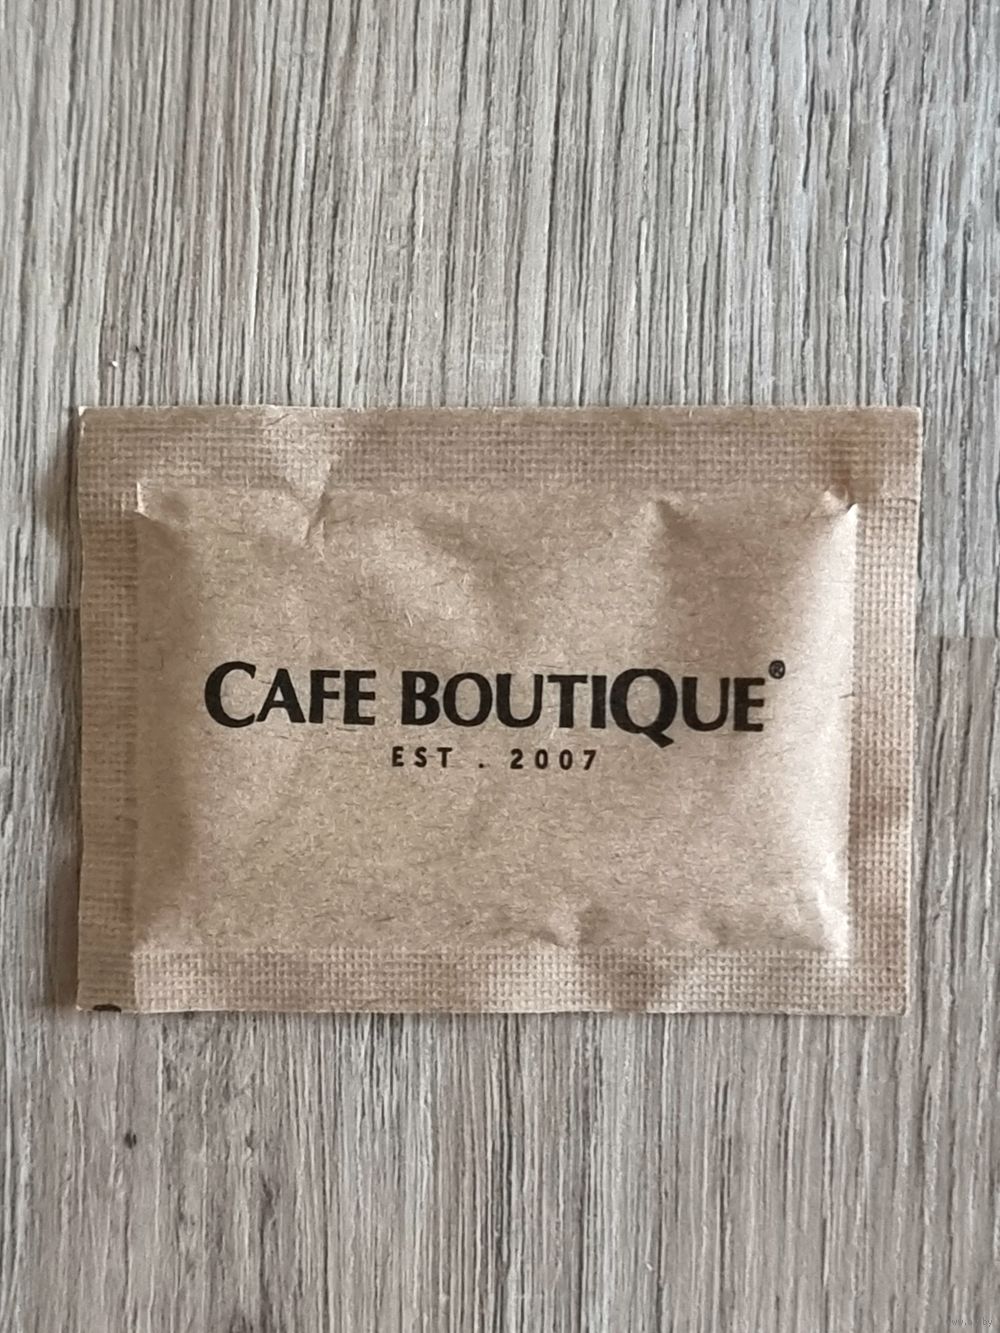 CAFE BOUTIQUE®
EST . 2007